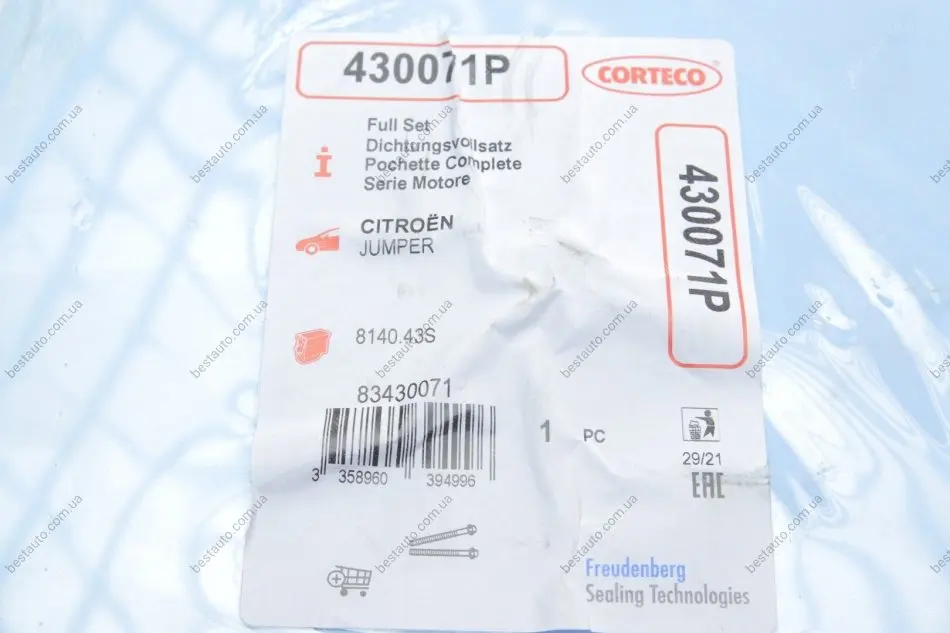 430071P
CORTECO
Full Set
Dichtungsvollsatz
Pochette Complete
Serie Motore
430071P
CITROËN
JUMPER
8140.43S
83430071
3 358960 394996
1 PC
29/21
EAC
Freudenberg
Sealing Technologies
bestauto.com.ua